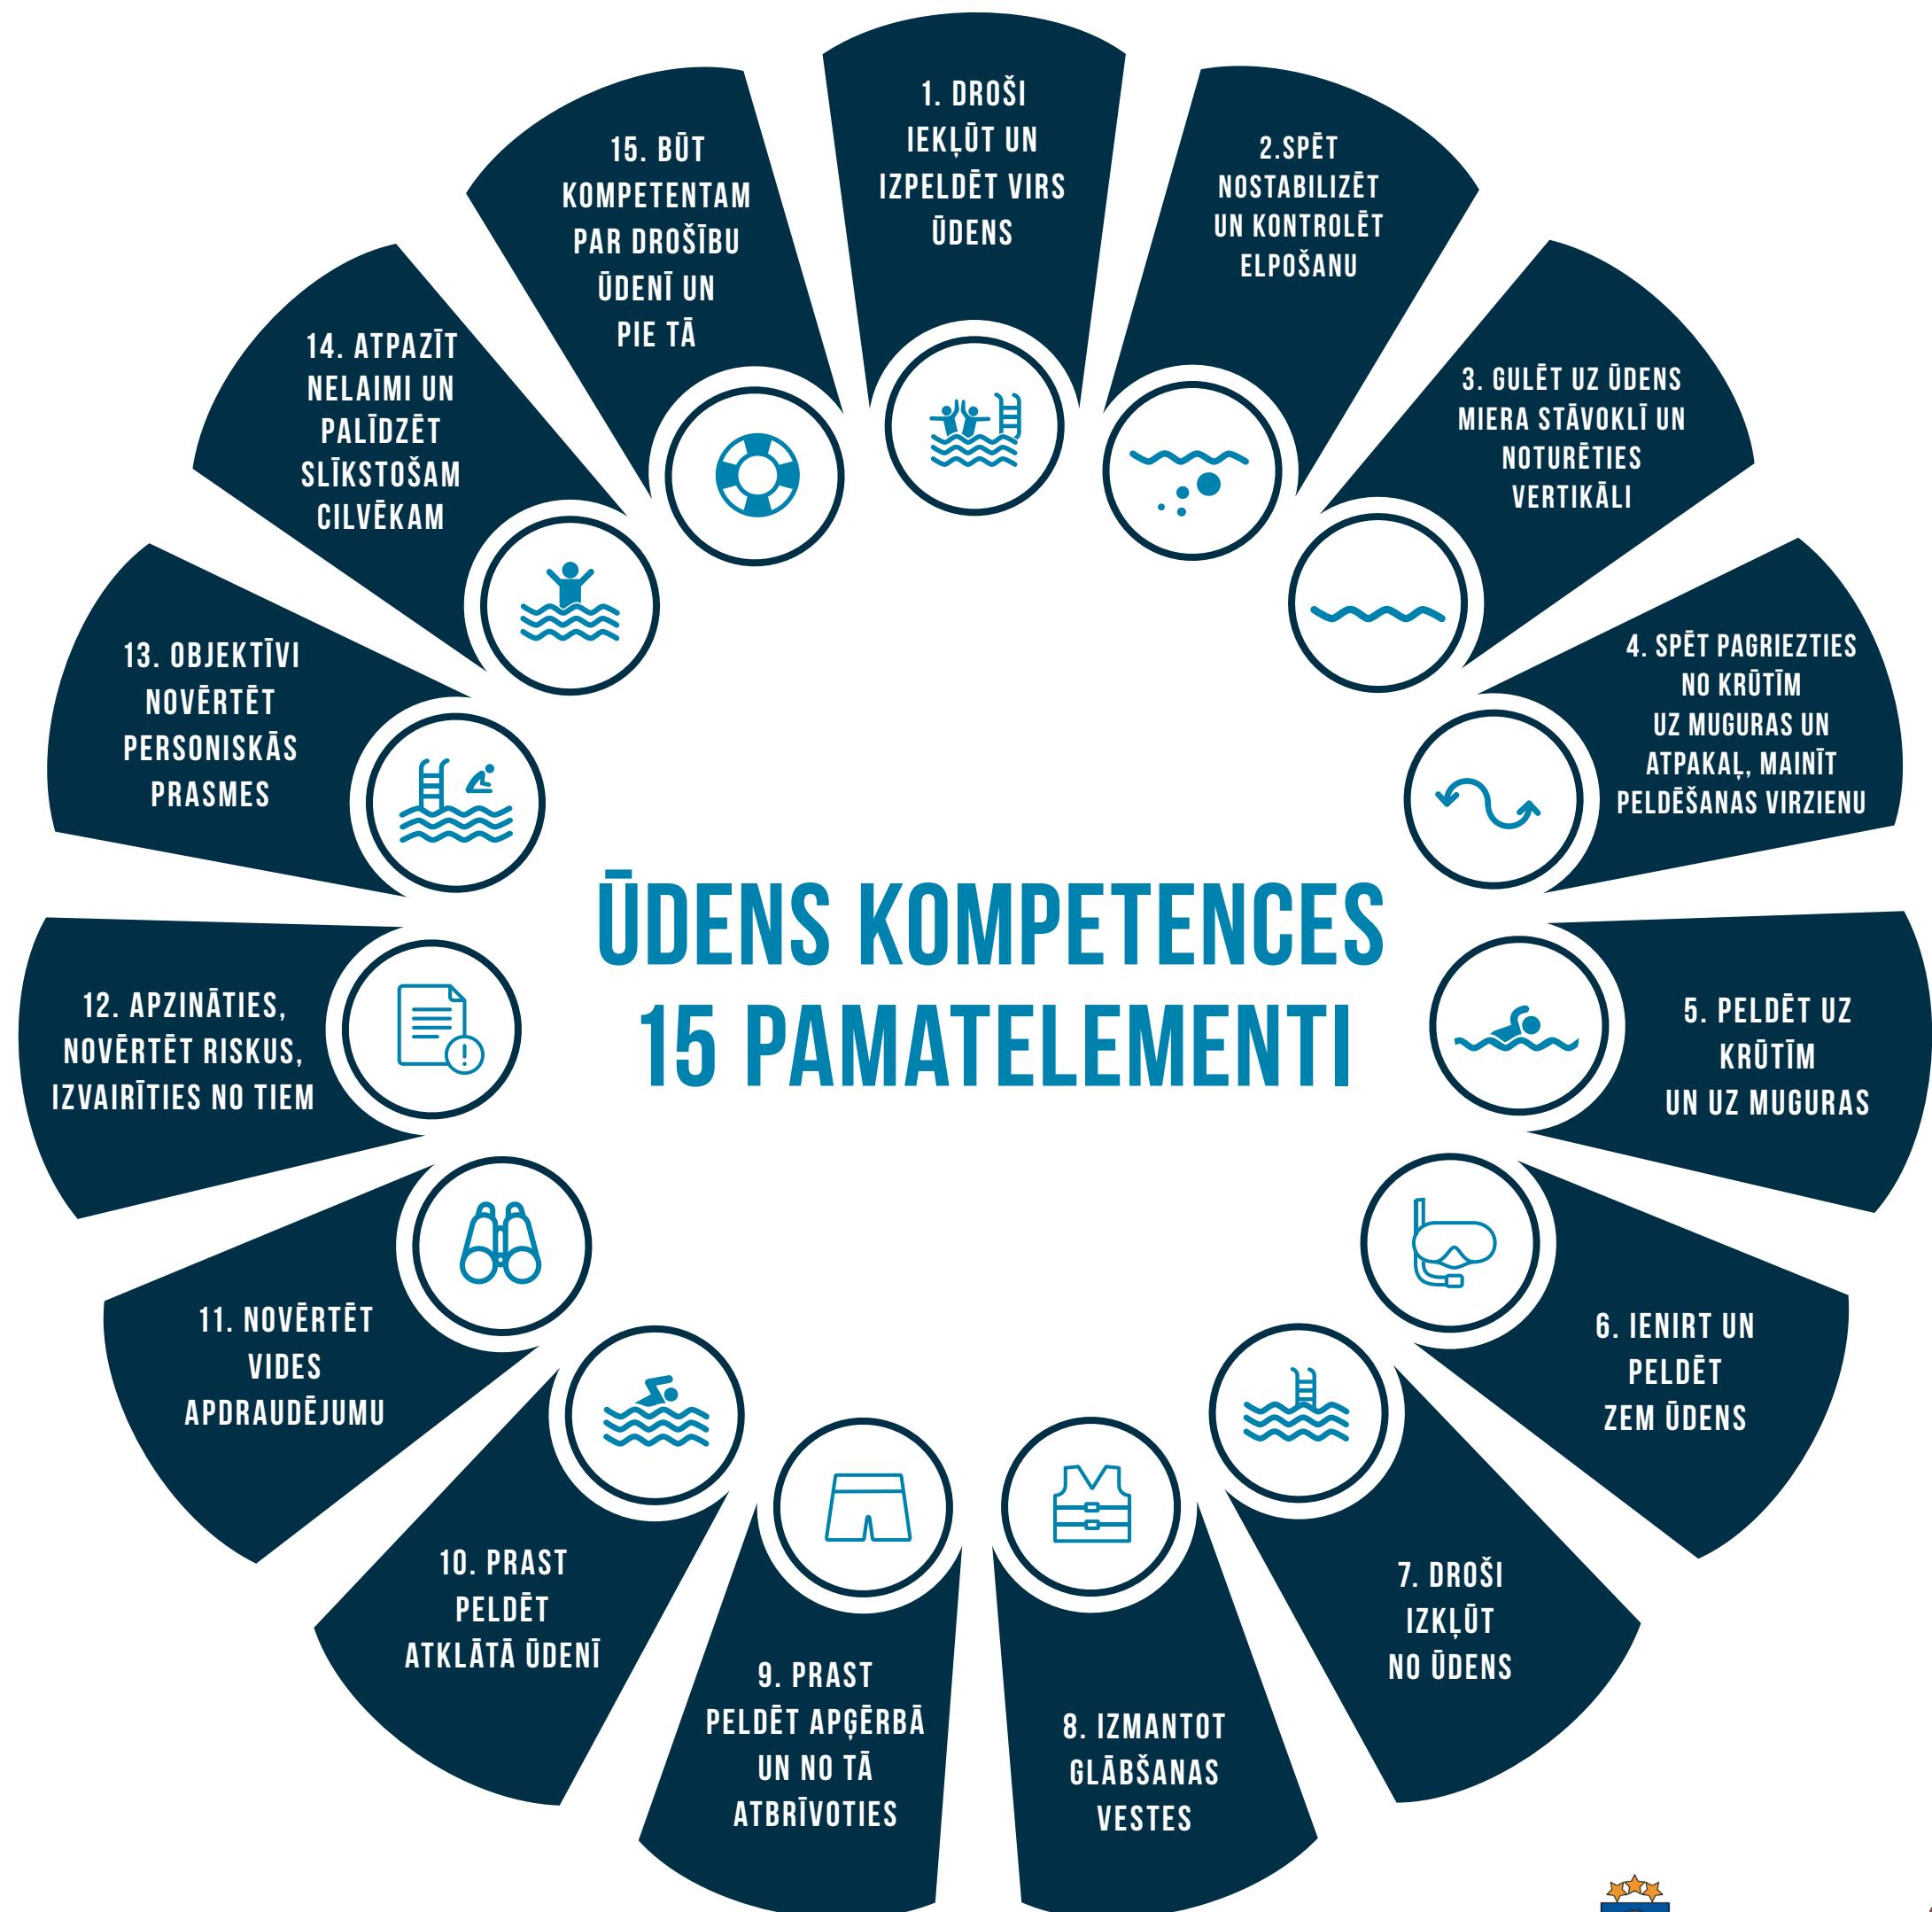 ŪDENS KOMPETENCES
15 PAMATELEMENTI
1. DROŠI
IEKĻŪT UN
IZPELDĒT VIRS
ŪDENS
2.SPĒT
NOSTABILIZĒT
UN KONTROLĒT
ELPOŠANU
3. GULĒT UZ ŪDENS
MIERA STĀVOKLĪ UN
NOTURĒTIES
VERTIKĀLI
4. SPĒT PAGRIEZTIES
NO KRŪTĪM
UZ MUGURAS UN
ATPAKAĻ, MAINĪT
PELDĒŠANAS VIRZIENU
5. PELDĒT UZ
KRŪTĪM
UN UZ MUGURAS
6. IENIRT UN
PELDĒT
ZEM ŪDENS
7. DROŠI
IZKĻŪT
NO ŪDENS
8. IZMANTOT
GLĀBŠANAS
VESTES
9. PRAST
PELDĒT APĢĒRBĀ
UN NO TĀ
ATBRĪVOTIES
10. PRAST
PELDĒT
ATKLĀTĀ ŪDENĪ
11. NOVĒRTĒT
VIDES
APDRAUDĒJUMU
12. APZINĀTIES,
NOVĒRTĒT RISKUS,
IZVAIRĪTIES NO TIEM
13. OBJEKTĪVI
NOVĒRTĒT
PERSONISKĀS
PRASMES
14. ATPAZĪT
NELAIMI UN
PALĪDZĒT
SLĪKSTOŠAM
CILVĒKAM
15. BŪT
KOMPETENTAM
PAR DROŠĪBU
ŪDENĪ UN
PIE TĀ